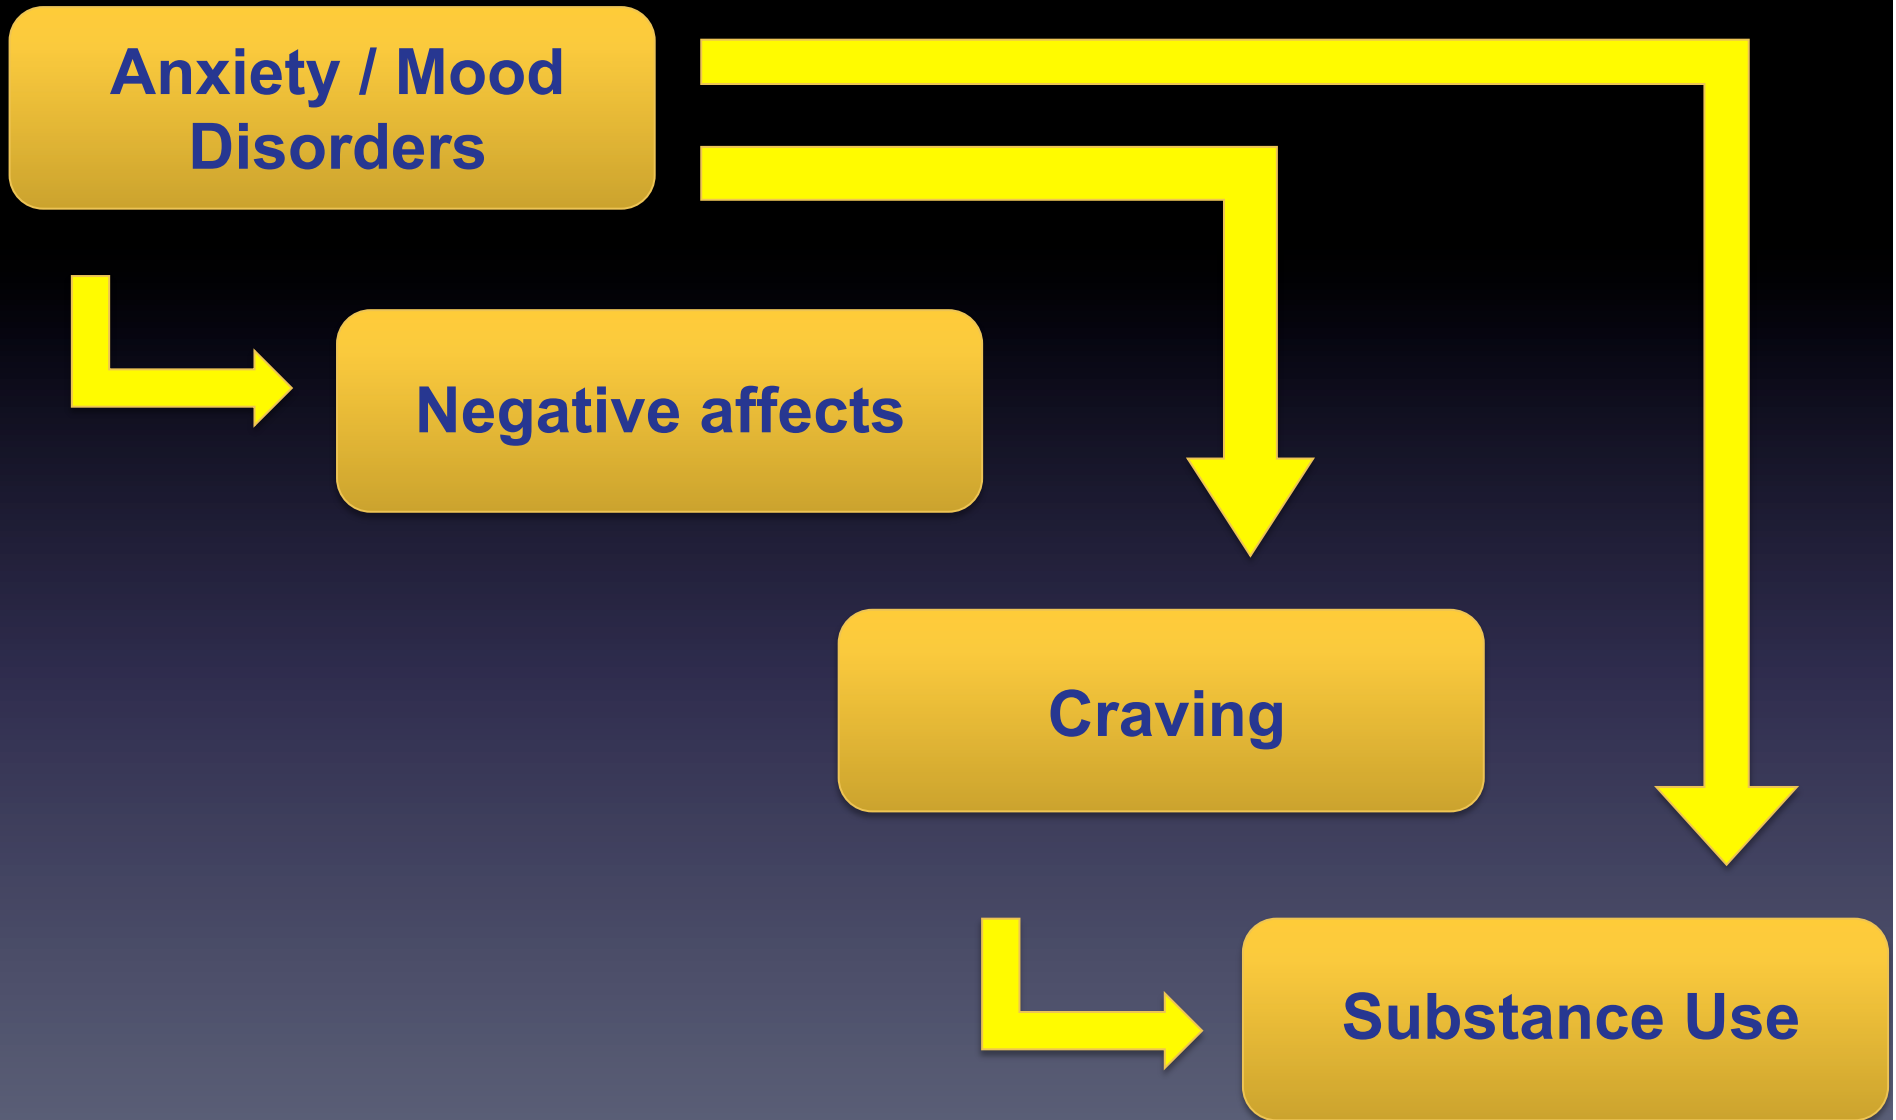 Anxiety / Mood
Disorders
Negative affects
Craving
Substance Use